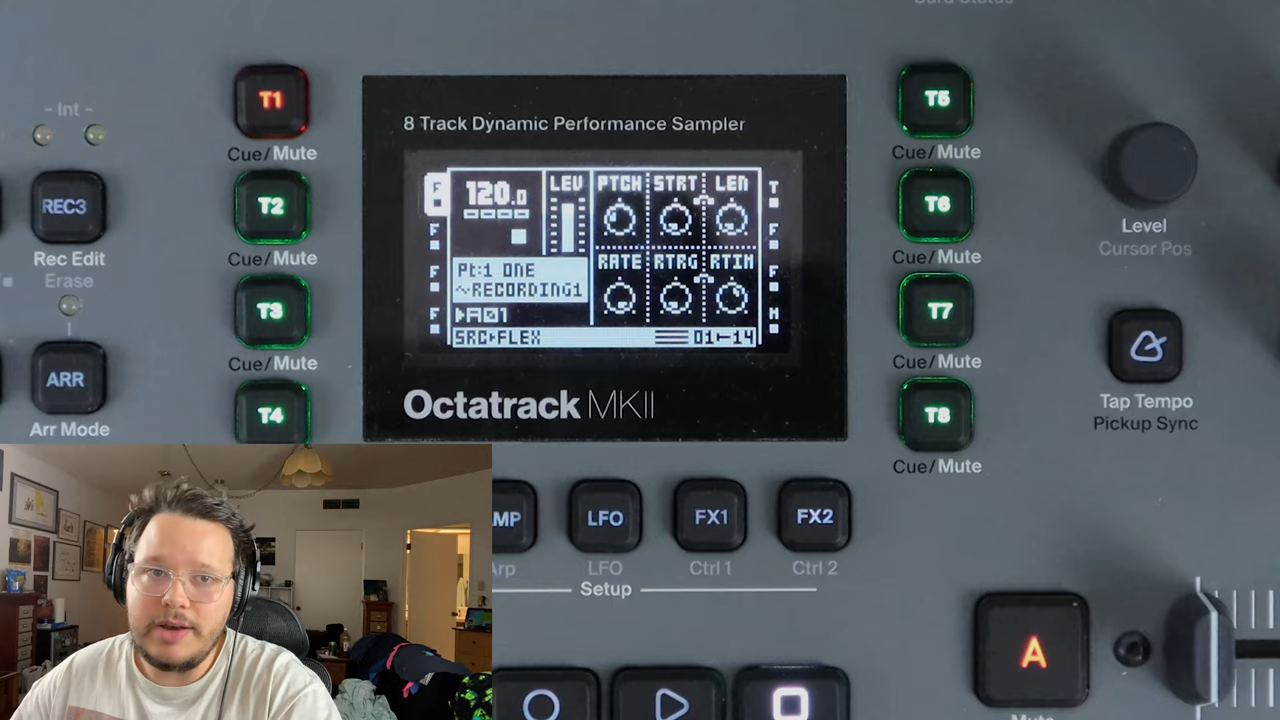 Card Status
- Int -
REC3
Rec Edit
Erase
ARR
Arr Mode
T1
Cue/Mute
T2
Cue/Mute
T3
Cue/Mute
T4
8 Track Dynamic Performance Sampler
F
F
F
F
120.0
LEV
Pt:1 ONE
~RECORDING1
A01
SRC▸FLEX
01
14
PTCH
STRT
LEN
RATE
RTRG
RTIM
T
F
F
M
Octatrack MKII
T5
Cue/Mute
T6
Cue/Mute
T7
Cue/Mute
T8
Cue/Mute
Level
Cursor Pos
Tap Tempo
Pickup Sync
LFO
FX1
FX2
LFO
Ctrl 1
Ctrl 2
Setup
A
Mute